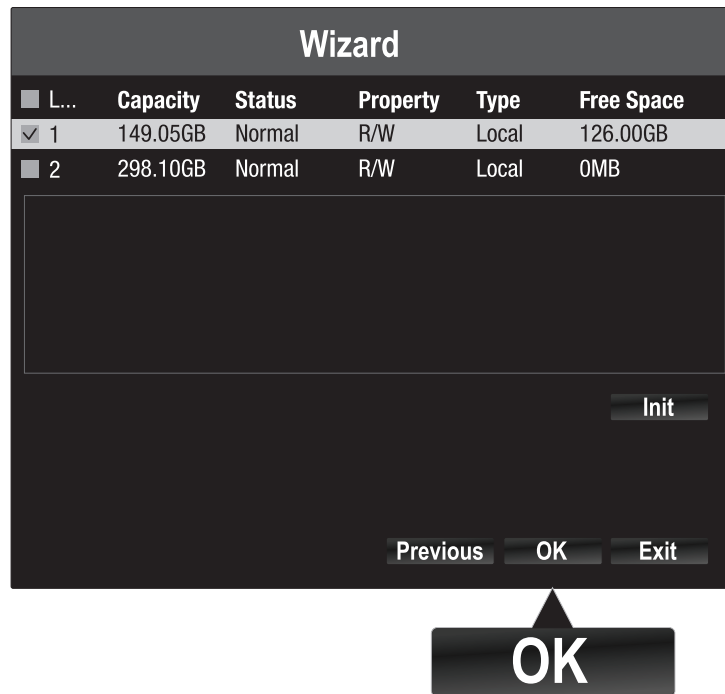 Wizard
L... Capacity Status Property Type Free Space
1 149.05GB Normal R/W Local 126.00GB
2 298.10GB Normal R/W Local 0MB
Init
Previous OK Exit
OK